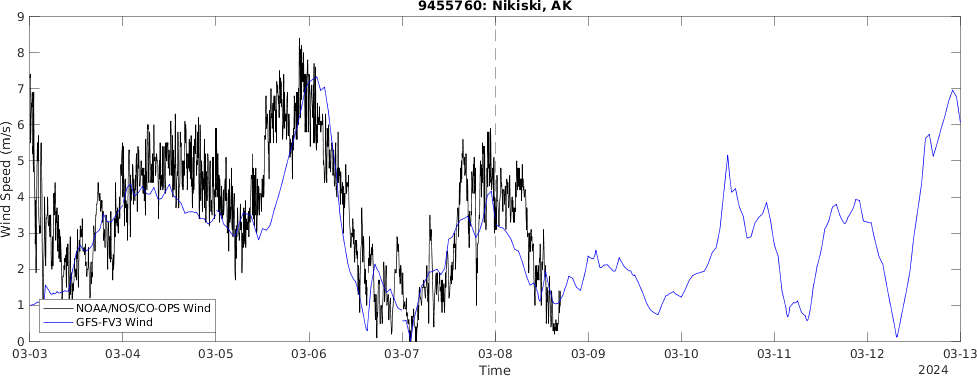 9455760: Nikiski, AK
Wind Speed (m/s)
9
8
7
6
5
4
3
2
1
0
NOAA/NOS/CO-OPS Wind
GFS-FV3 Wind
03-03 03-04 03-05 03-06 03-07 03-08 03-09 03-10 03-11 03-12 03-13
Time
2024